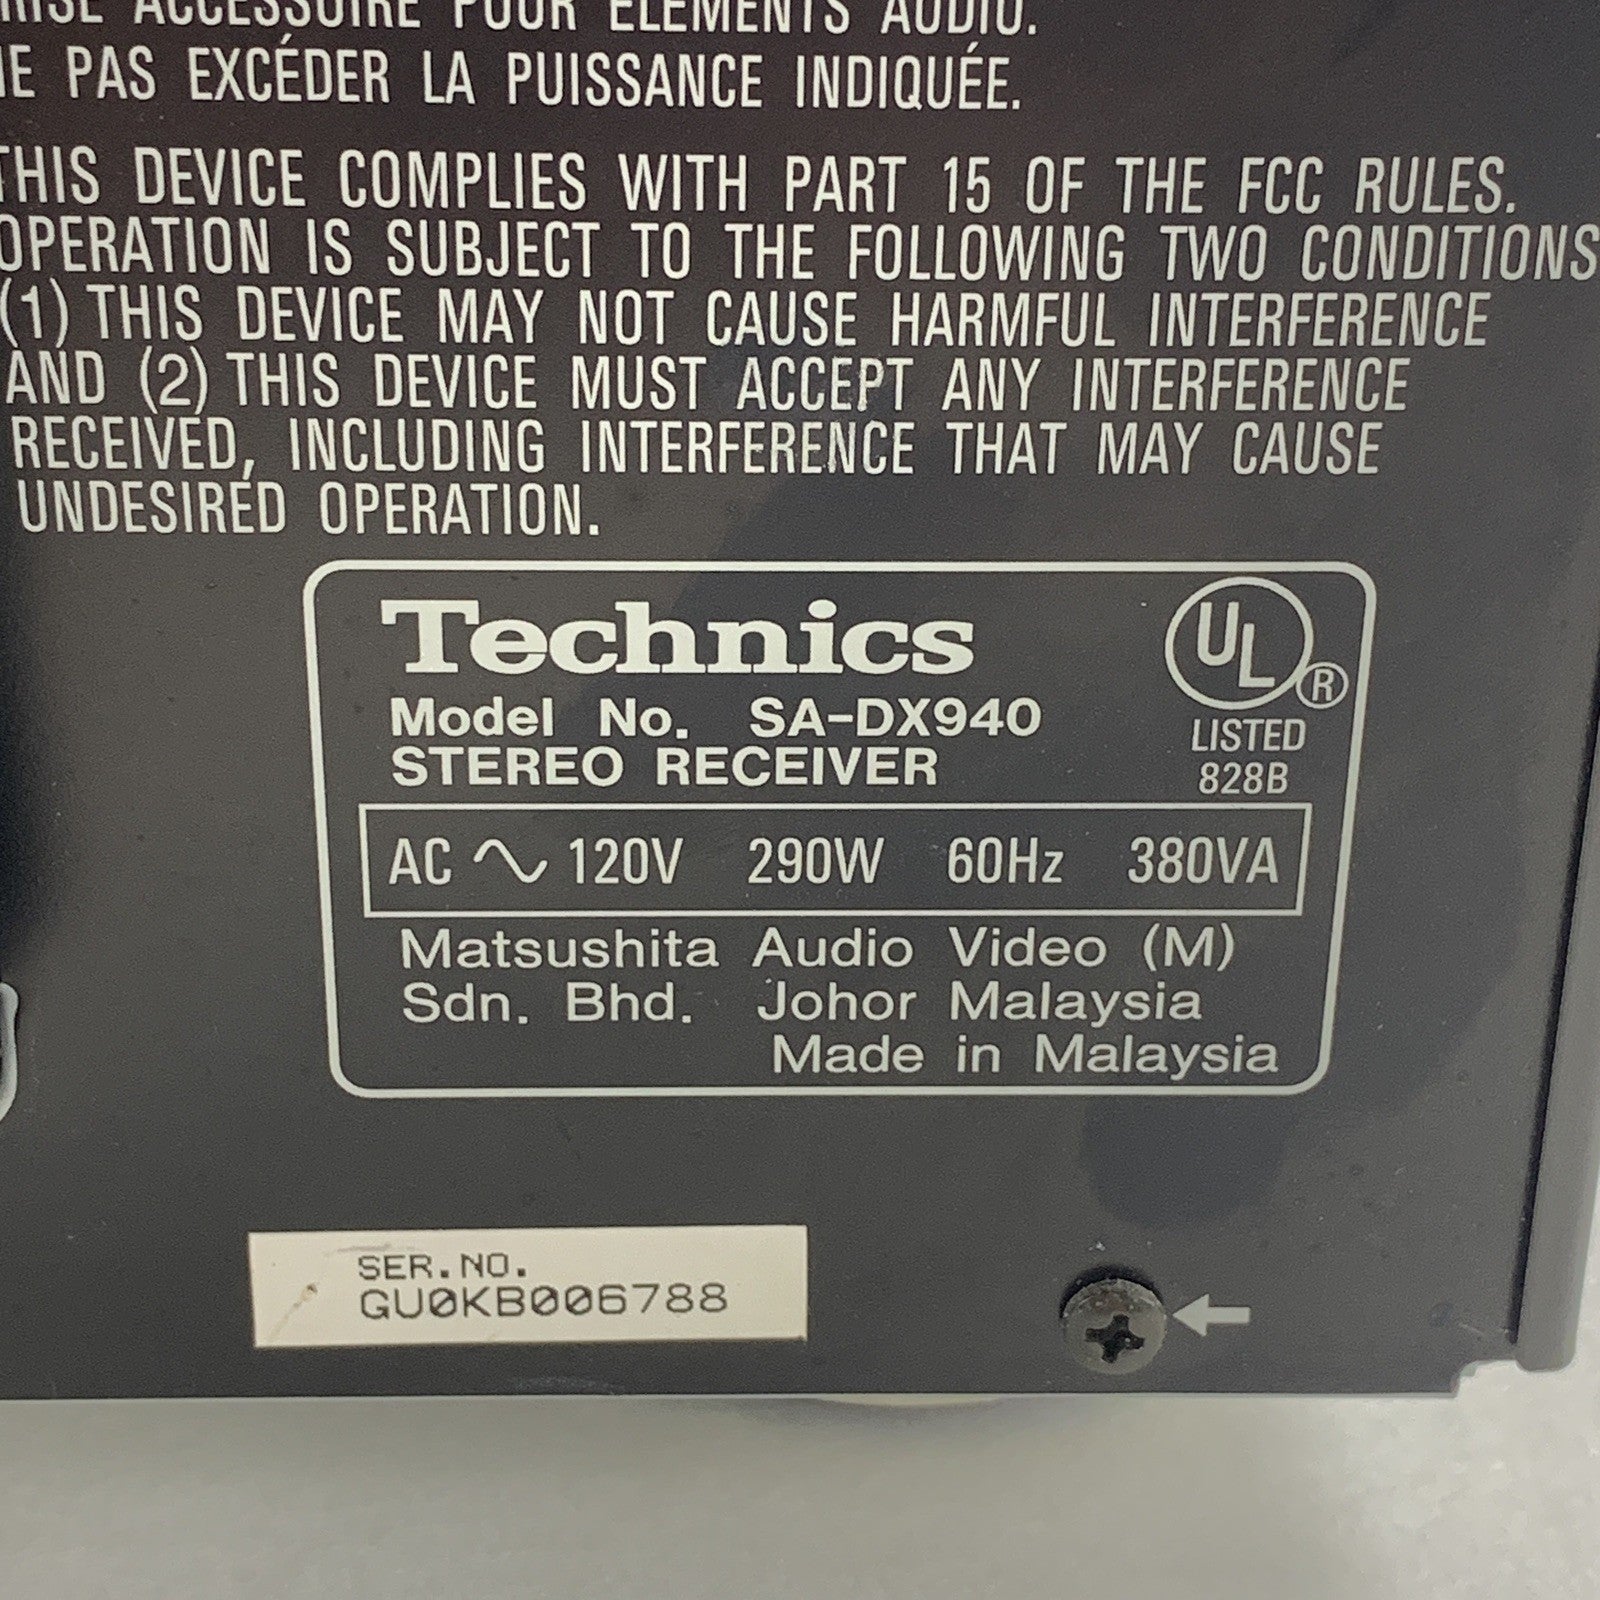 ACCESSOIRE POUR ÉLÉMENTS AUDIO.
PAS EXCÉDER LA PUISSANCE INDIQUÉE.
THIS DEVICE COMPLIES WITH PART 15 OF THE FCC RULES.
OPERATION IS SUBJECT TO THE FOLLOWING TWO CONDITIONS
(1) THIS DEVICE MAY NOT CAUSE HARMFUL INTERFERENCE
AND (2) THIS DEVICE MUST ACCEPT ANY INTERFERENCE
RECEIVED, INCLUDING INTERFERENCE THAT MAY CAUSE
UNDESIRED OPERATION.
Technics
UL ®
Model No. SA-DX940
LISTED
STEREO RECEIVER
828B
AC ∿ 120V 290W 60Hz 380VA
Matsushita Audio Video (M)
Sdn. Bhd. Johor Malaysia
Made in Malaysia
SER.NO.
GU0KB006788